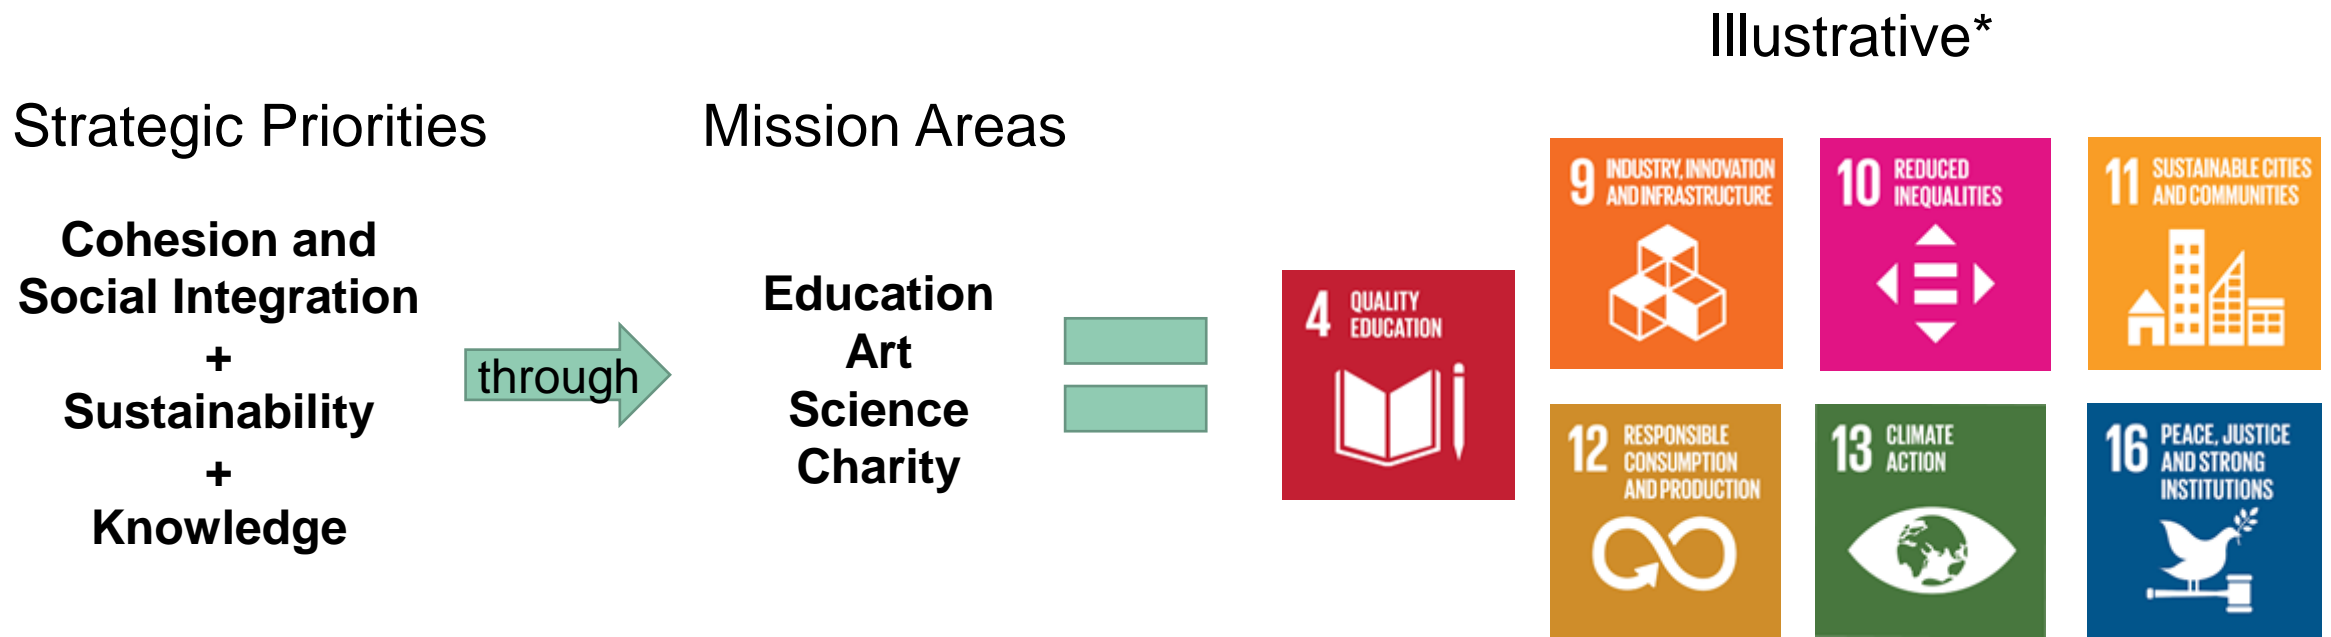 Illustrative*
Strategic Priorities
Mission Areas
Cohesion and
Social Integration
+
Sustainability
+
Knowledge
through
Education
Art
Science
Charity
4 QUALITY
EDUCATION
9 INDUSTRY, INNOVATION
AND INFRASTRUCTURE
10 REDUCED
INEQUALITIES
11 SUSTAINABLE CITIES
AND COMMUNITIES
12 RESPONSIBLE
CONSUMPTION
AND PRODUCTION
13 CLIMATE
ACTION
16 PEACE, JUSTICE
AND STRONG
INSTITUTIONS